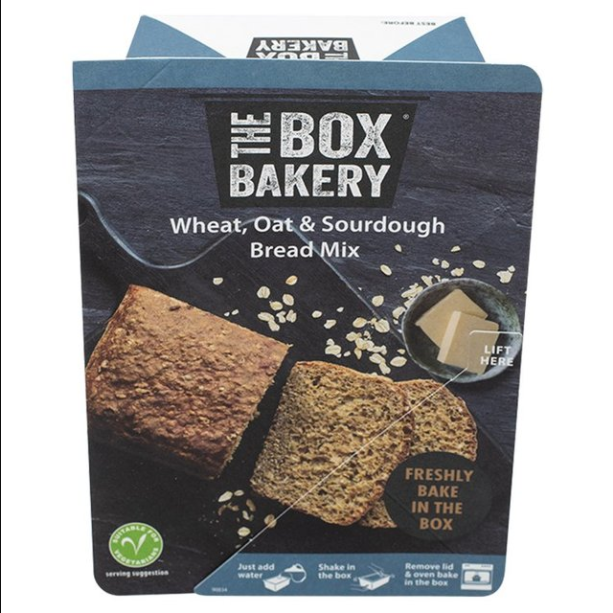 BEST BEFORE:
THE BOX
BAKERY
THE BOX®
BAKERY
Wheat, Oat & Sourdough
Bread Mix
LIFT
HERE
FRESHLY
BAKE
IN THE
BOX
SUITABLE FOR
VEGETARIANS
serving suggestion
Just add
water
Shake in
the box
Remove lid
& oven bake
in the box